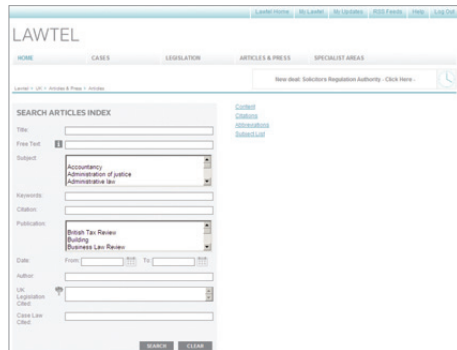 Lawtel Home My Lawtel My Updates RSS Feeds Help Log Out
LAWTEL
HOME CASES LEGISLATION ARTICLES & PRESS SPECIALIST AREAS
New deal: Solicitors Regulation Authority - Click Here -
Lawtel > UK > Articles & Press > Articles
SEARCH ARTICLES INDEX
Title:
Free Text
Subject:
Accountancy
Administration of justice
Administrative law
Keywords:
Citation:
Publication:
British Tax Review
Building
Business Law Review
Date: From: To:
Author:
UK
Legislation
Cited:
Case Law
Cited:
SEARCH CLEAR
Content
Citations
Abbreviations
Subject List